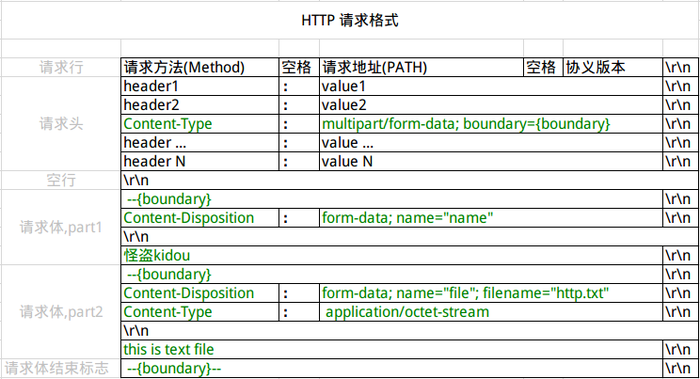 HTTP 请求格式
请求行 请求方法(Method) 空格 请求地址(PATH) 空格 协义版本 \r\n
header1 : value1 \r\n
header2 : value2 \r\n
请求头 Content-Type : multipart/form-data; boundary={boundary} \r\n
header ... : value ... \r\n
header N : value N \r\n
空行 \r\n
--{boundary} \r\n
请求体,part1 Content-Disposition : form-data; name="name" \r\n
\r\n
怪盗kidou \r\n
--{boundary} \r\n
Content-Disposition : form-data; name="file"; filename="http.txt" \r\n
请求体,part2 Content-Type : application/octet-stream \r\n
\r\n
this is text file \r\n
请求体结束标志 --{boundary}-- \r\n